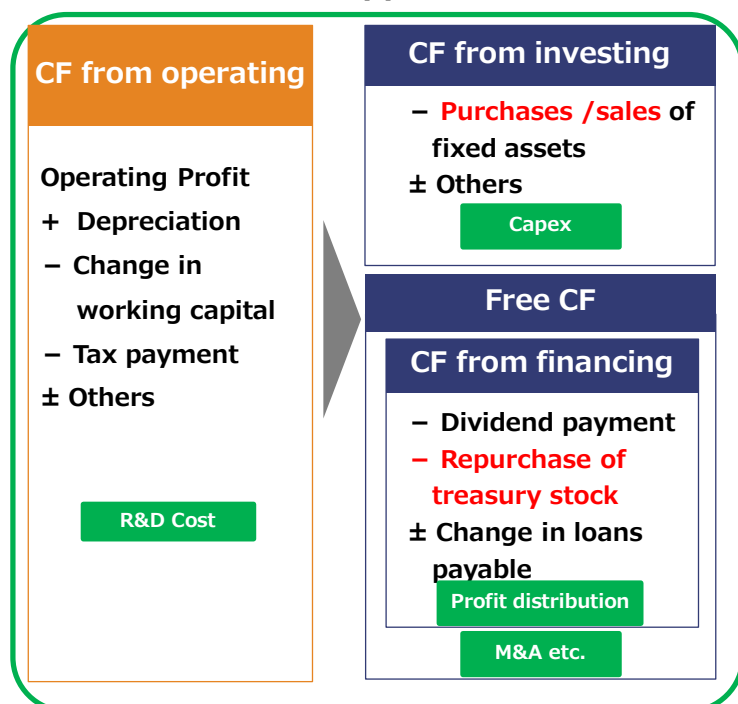 CF from operating
Operating Profit
+ Depreciation
− Change in
working capital
− Tax payment
± Others
R&D Cost
CF from investing
− Purchases /sales of
fixed assets
± Others
Capex
Free CF
CF from financing
− Dividend payment
− Repurchase of
treasury stock
± Change in loans
payable
Profit distribution
M&A etc.